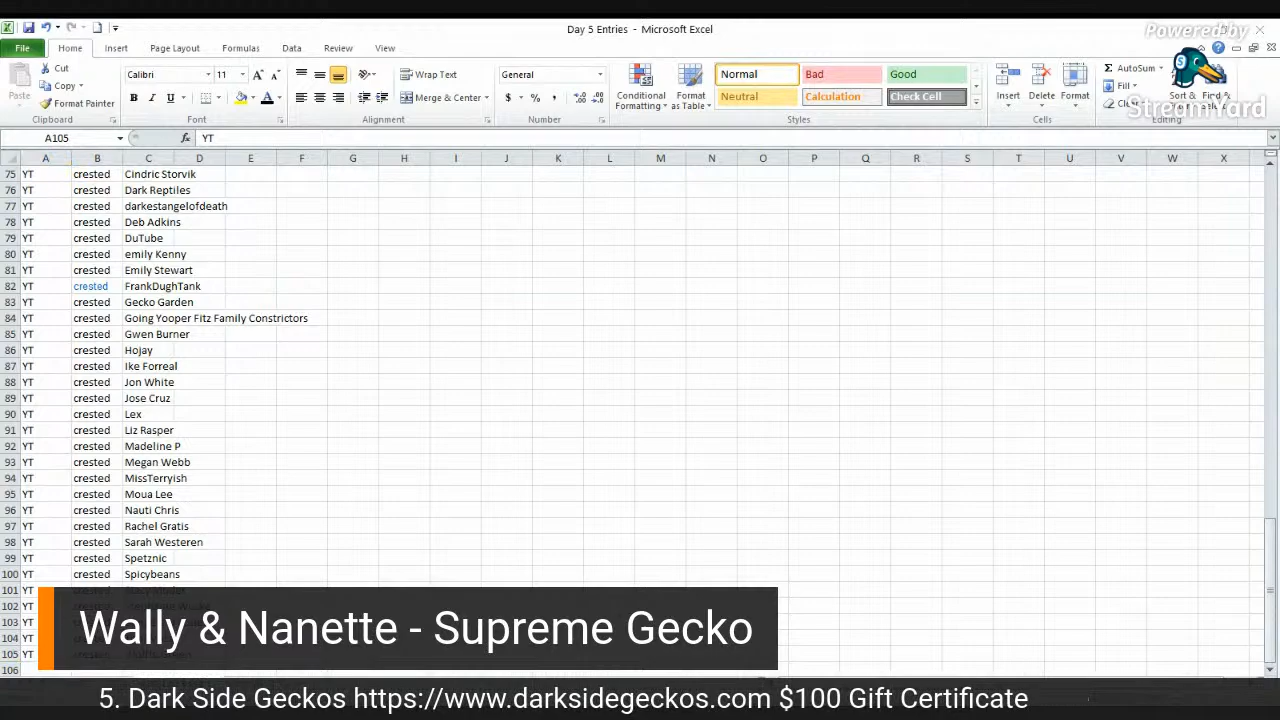 Day 5 Entries - Microsoft Excel
Powered by
File Home Insert Page Layout Formulas Data Review View
Paste
Cut
Copy
Format Painter
Clipboard
Calibri 11
B I U
Font
Wrap Text
Merge & Center
Alignment
General
$ % ,
Number
Conditional Formatting
Format as Table
Normal Bad Good
Neutral Calculation Check Cell
Styles
Insert Delete Format
Cells
AutoSum
Fill
Sort & Find &
Editing
StreamYard
A105 fx YT
A B C D E F G H I J K L M N O P Q R S T U V W X
75 YT crested Cindric Storvik
76 YT crested Dark Reptiles
77 YT crested darkestangelofdeath
78 YT crested Deb Adkins
79 YT crested DuTube
80 YT crested emily Kenny
81 YT crested Emily Stewart
82 YT crested FrankDughTank
83 YT crested Gecko Garden
84 YT crested Going Yooper Fitz Family Constrictors
85 YT crested Gwen Burner
86 YT crested Hojay
87 YT crested Ike Forreal
88 YT crested Jon White
89 YT crested Jose Cruz
90 YT crested Lex
91 YT crested Liz Rasper
92 YT crested Madeline P
93 YT crested Megan Webb
94 YT crested MissTerryish
95 YT crested Moua Lee
96 YT crested Nauti Chris
97 YT crested Rachel Gratis
98 YT crested Sarah Westeren
99 YT crested Spetznic
100 YT crested Spicybeans
101 YT
102 YT
103 YT
104 YT
105 YT
106
Wally & Nanette - Supreme Gecko
5. Dark Side Geckos https://www.darksidegeckos.com $100 Gift Certificate